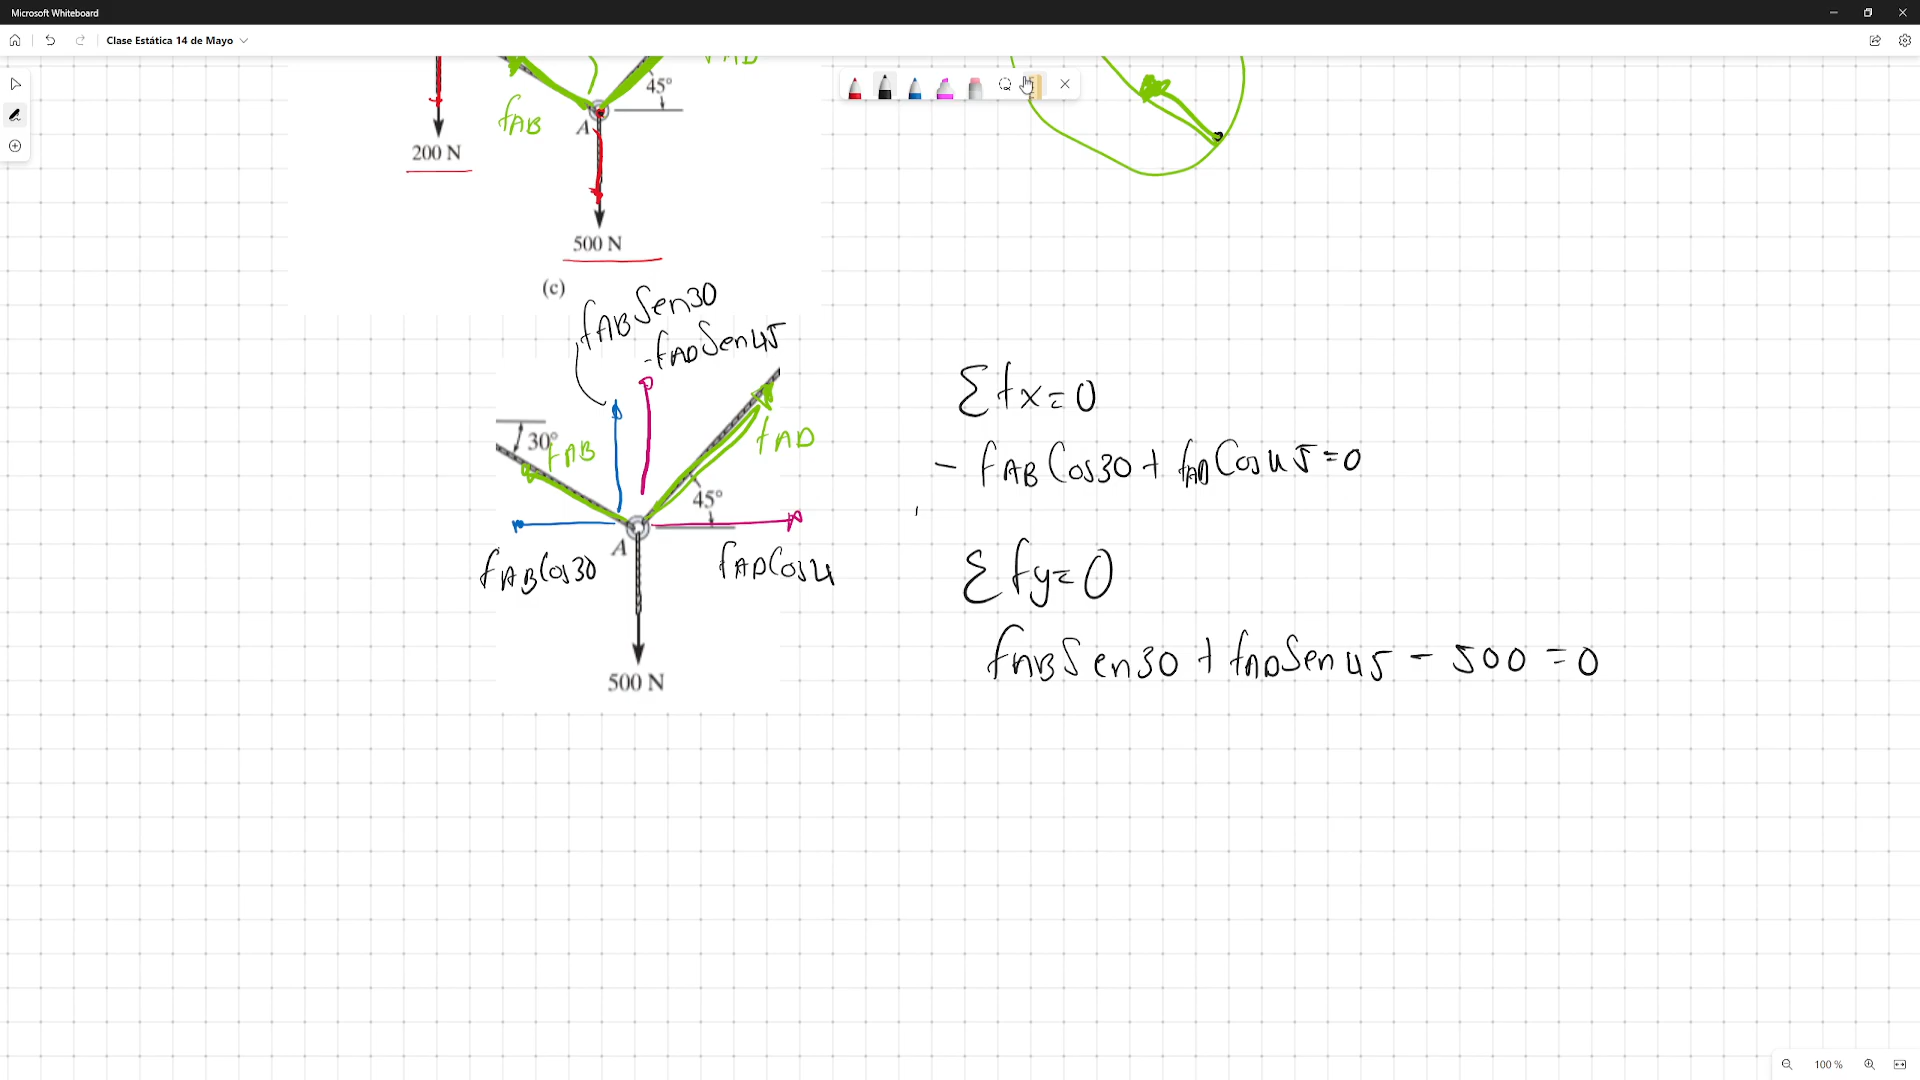 Microsoft Whiteboard
Clase Estática 14 de Mayo
fAB
45°
A
200 N
500 N
(c)
fAB Sen30
fAD Sen45
30°
fAB
fAD
45°
A
fAB Cos30
fAD Cos4
500 N
Σfx=0
- fAB Cos30 + fAD Cos45=0
Σfy=0
fAB Sen30 + fAD Sen45 - 500 = 0
100 %